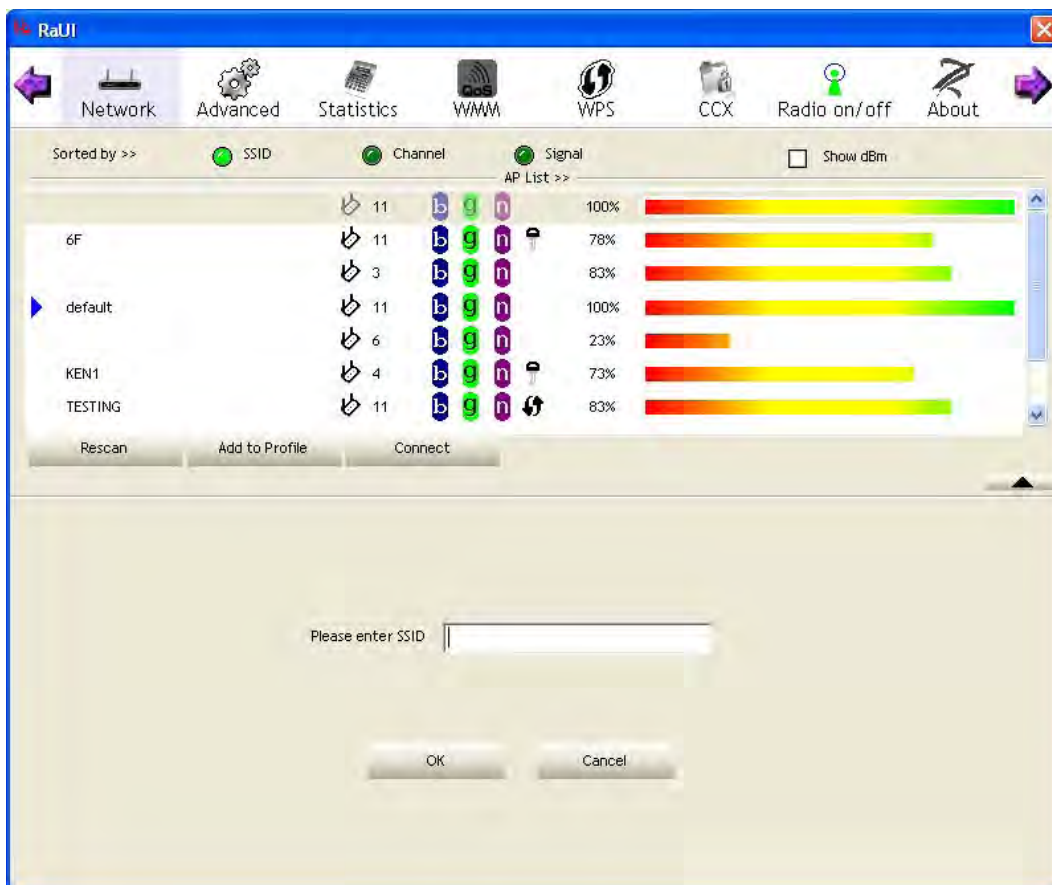 RaUI
Network Advanced Statistics QoS WMM WPS CCX Radio on/off About
Sorted by >> SSID Channel Signal Show dBm
AP List >>
11 b g n 100%
6F 11 b g n 78%
3 b g n 83%
default 11 b g n 100%
6 b g n 23%
KEN1 4 b g n 73%
TESTING 11 b g n 83%
Rescan Add to Profile Connect
Please enter SSID
OK Cancel